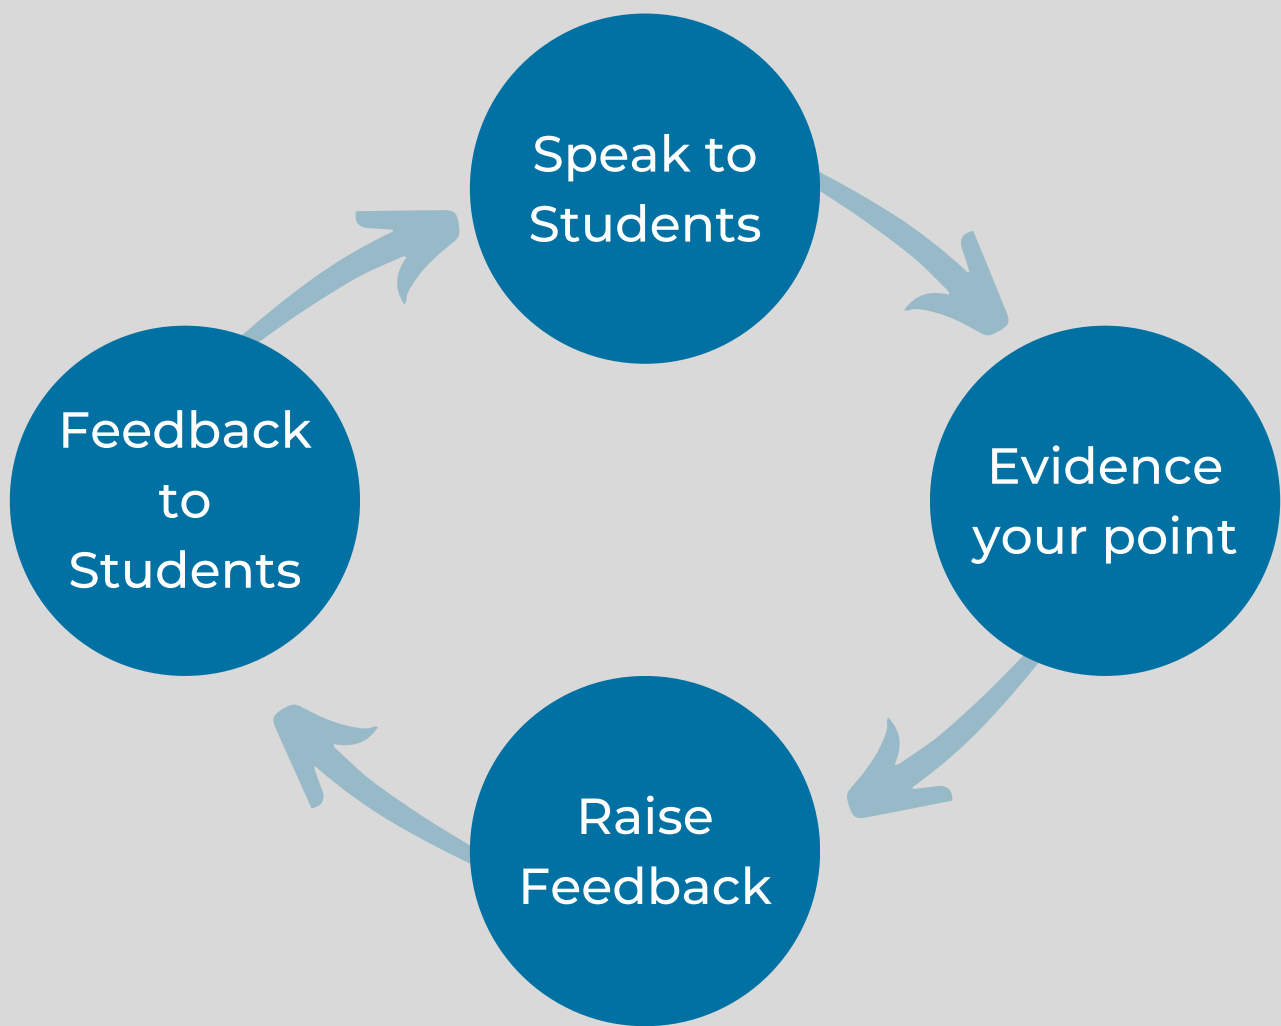 Speak to
Students
Evidence
your point
Raise
Feedback
Feedback
to
Students